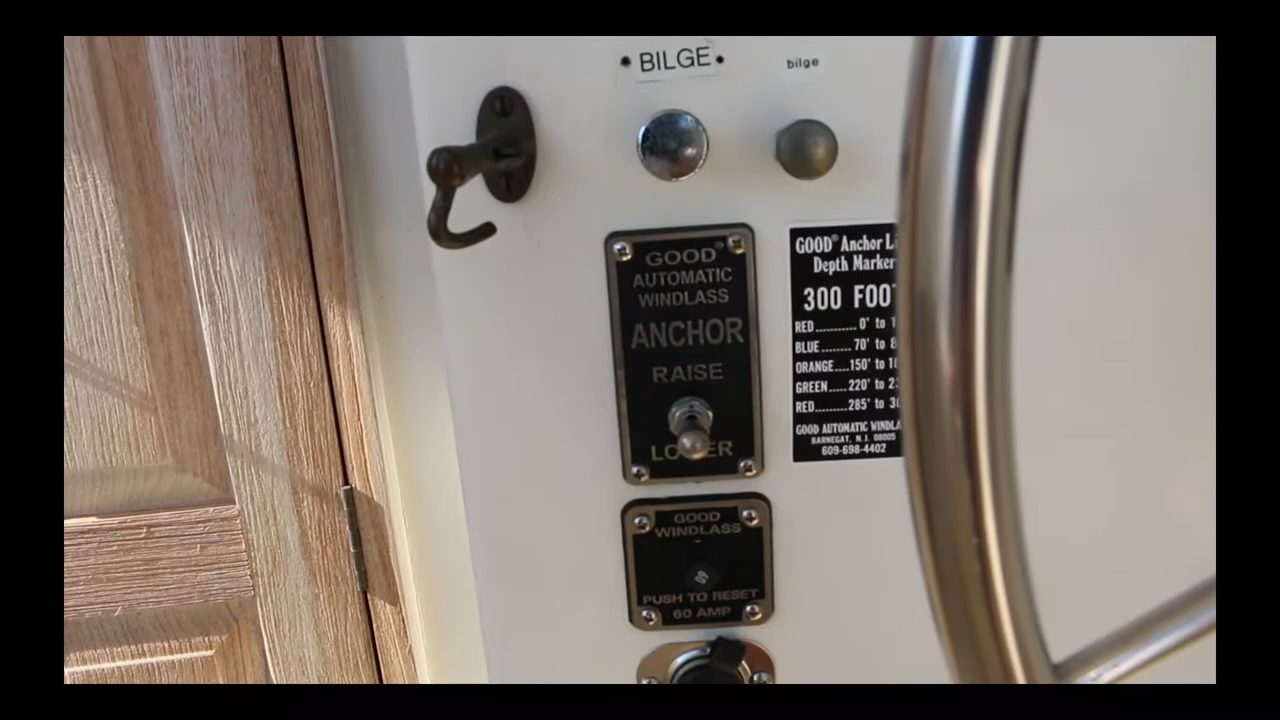 BILGE
bilge
GOOD®
AUTOMATIC
WINDLASS
ANCHOR
RAISE
LOWER
GOOD® Anchor
Depth Marker
300 FOO
RED........... 0' to
BLUE........ 70' to
ORANGE....150' to
GREEN.....220' to
RED.........285' to
GOOD AUTOMATIC WINDLA
BARNEGAT, N.J. 08005
609-698-4402
GOOD
WINDLASS
PUSH TO RESET
60 AMP